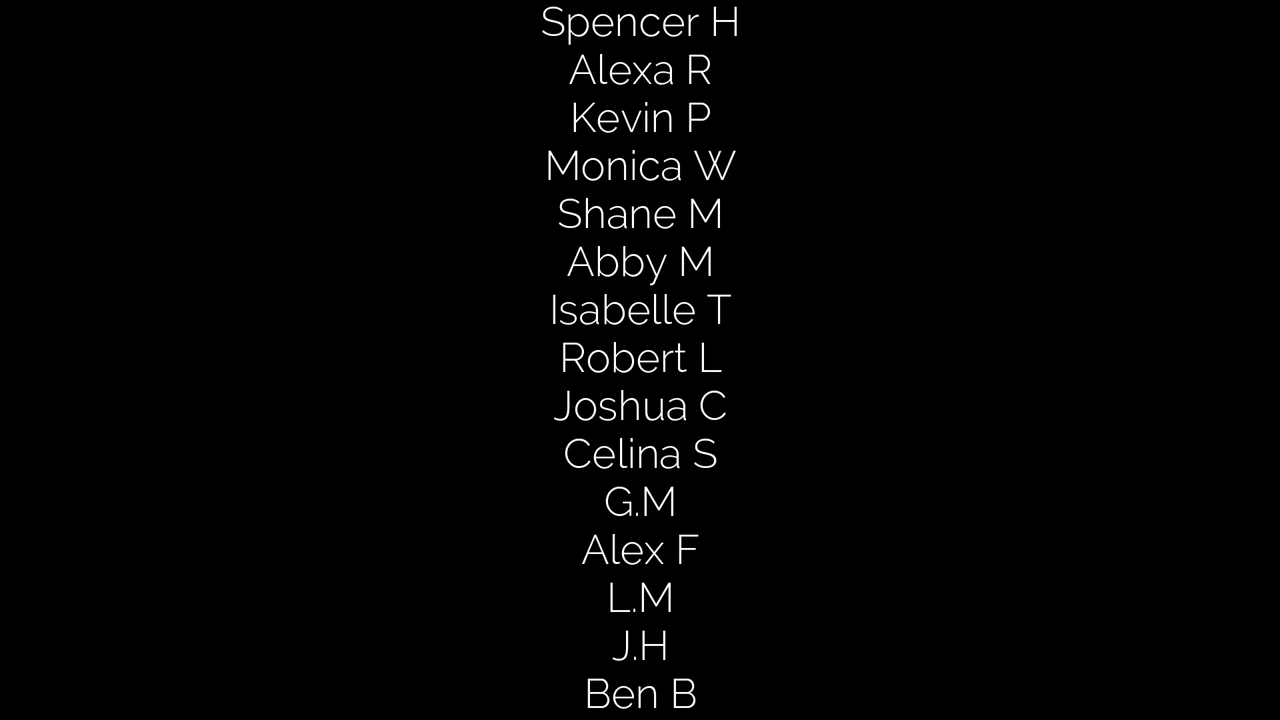 Spencer H
Alexa R
Kevin P
Monica W
Shane M
Abby M
Isabelle T
Robert L
Joshua C
Celina S
G.M
Alex F
L.M
J.H
Ben B